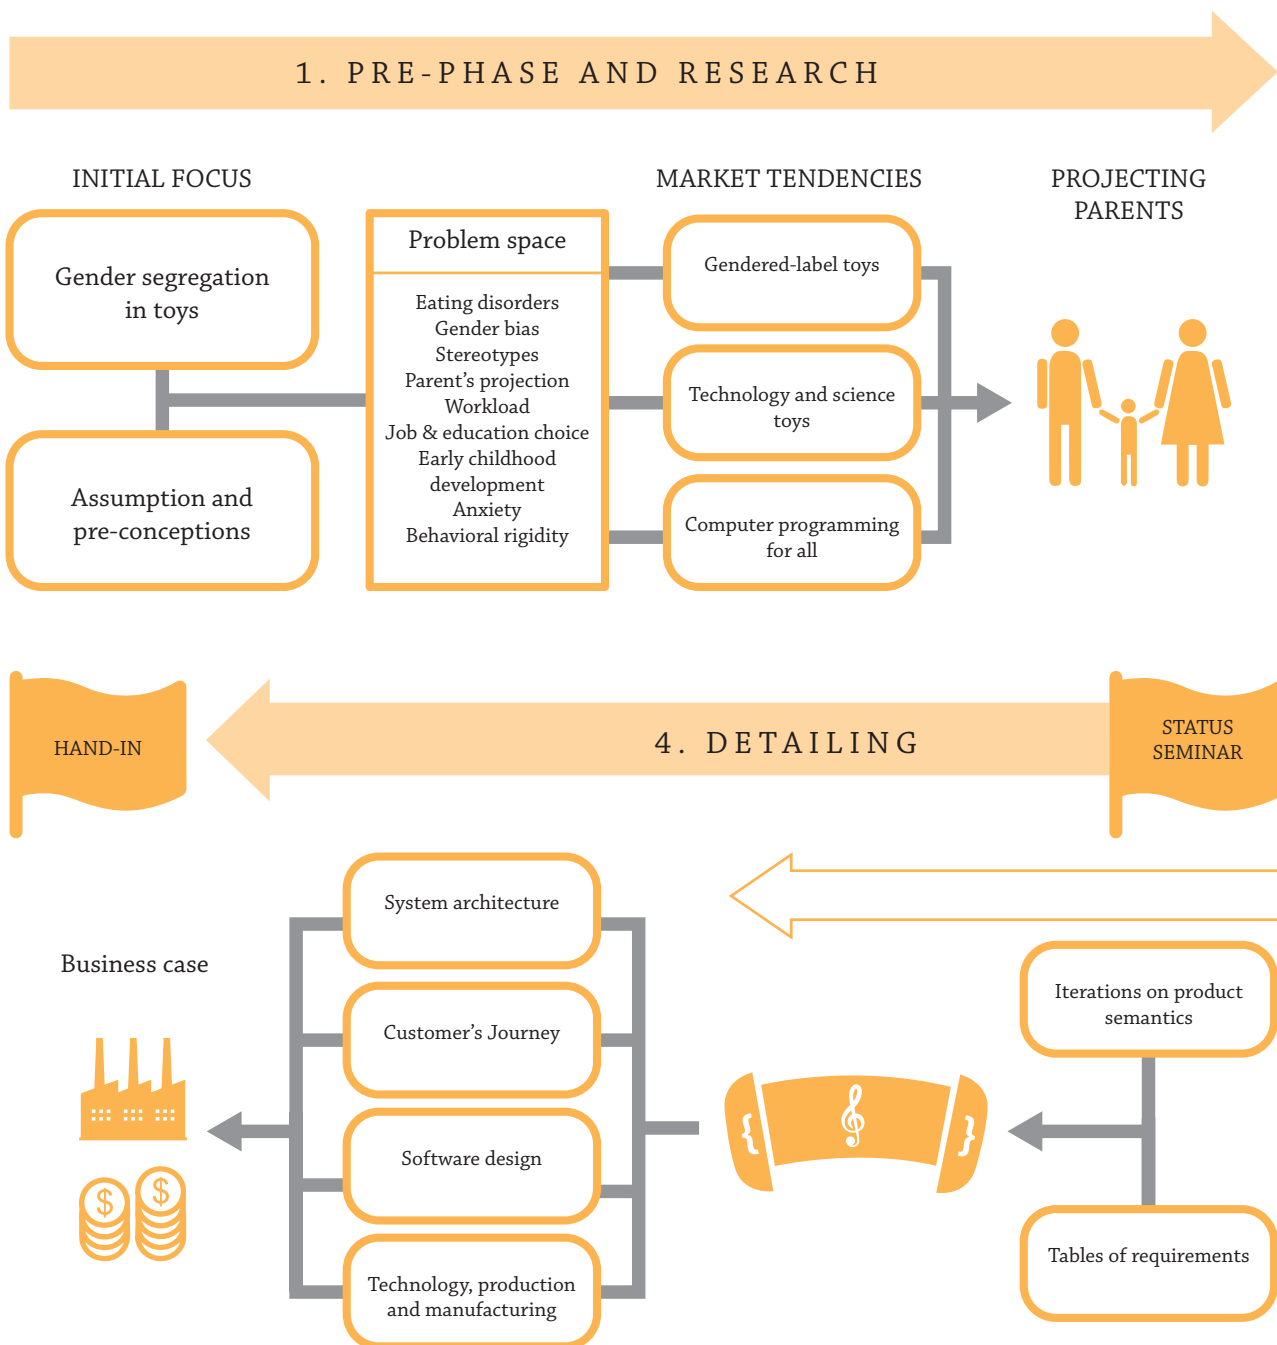 1. PRE-PHASE AND RESEARCH
INITIAL FOCUS
Gender segregation
in toys
Assumption and
pre-conceptions
Problem space
Eating disorders
Gender bias
Stereotypes
Parent's projection
Workload
Job & education choice
Early childhood
development
Anxiety
Behavioral rigidity
MARKET TENDENCIES
Gendered-label toys
Technology and science
toys
Computer programming
for all
PROJECTING
PARENTS
HAND-IN
4. DETAILING
STATUS
SEMINAR
Business case
$
$
System architecture
Customer's Journey
Software design
Technology, production
and manufacturing
{ }
Iterations on product
semantics
Tables of requirements